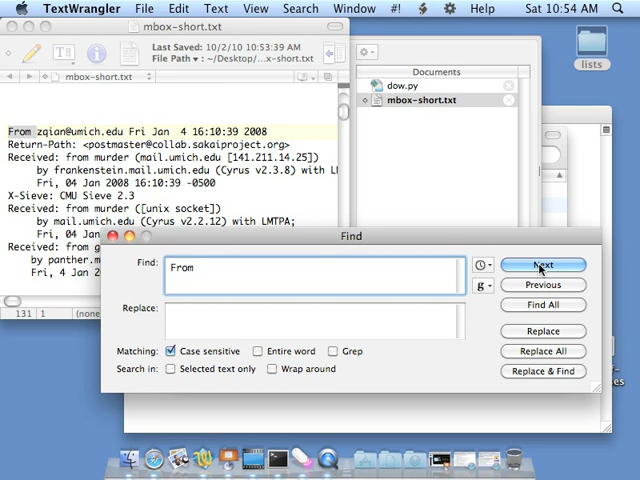 TextWrangler File Edit Text View Search Window #! Help Sat 10:54 AM
mbox-short.txt
Last Saved: 10/2/10 10:53:39 AM
File Path ▾: ~/Desktop/...x-short.txt
mbox-short.txt
Documents
dow.py
mbox-short.txt
lists
From zqian@umich.edu Fri Jan  4 16:10:39 2008
Return-Path: <postmaster@collab.sakaiproject.org>
Received: from murder (mail.umich.edu [141.211.14.25])
by frankenstein.mail.umich.edu (Cyrus v2.3.8) with L
Fri, 04 Jan 2008 16:10:39 -0500
X-Sieve: CMU Sieve 2.3
Received: from murder ([unix socket])
by mail.umich.edu (Cyrus v2.2.12) with LMTPA;
Fri, 04 Jan
Received: from g
by panther.m
Fri, 4 Jan 2
131 1 (none
Find
Find: From
Next
g
Previous
Find All
Replace:
Replace
Matching: Case sensitive Entire word Grep
Replace All
Search in: Selected text only Wrap around
Replace & Find